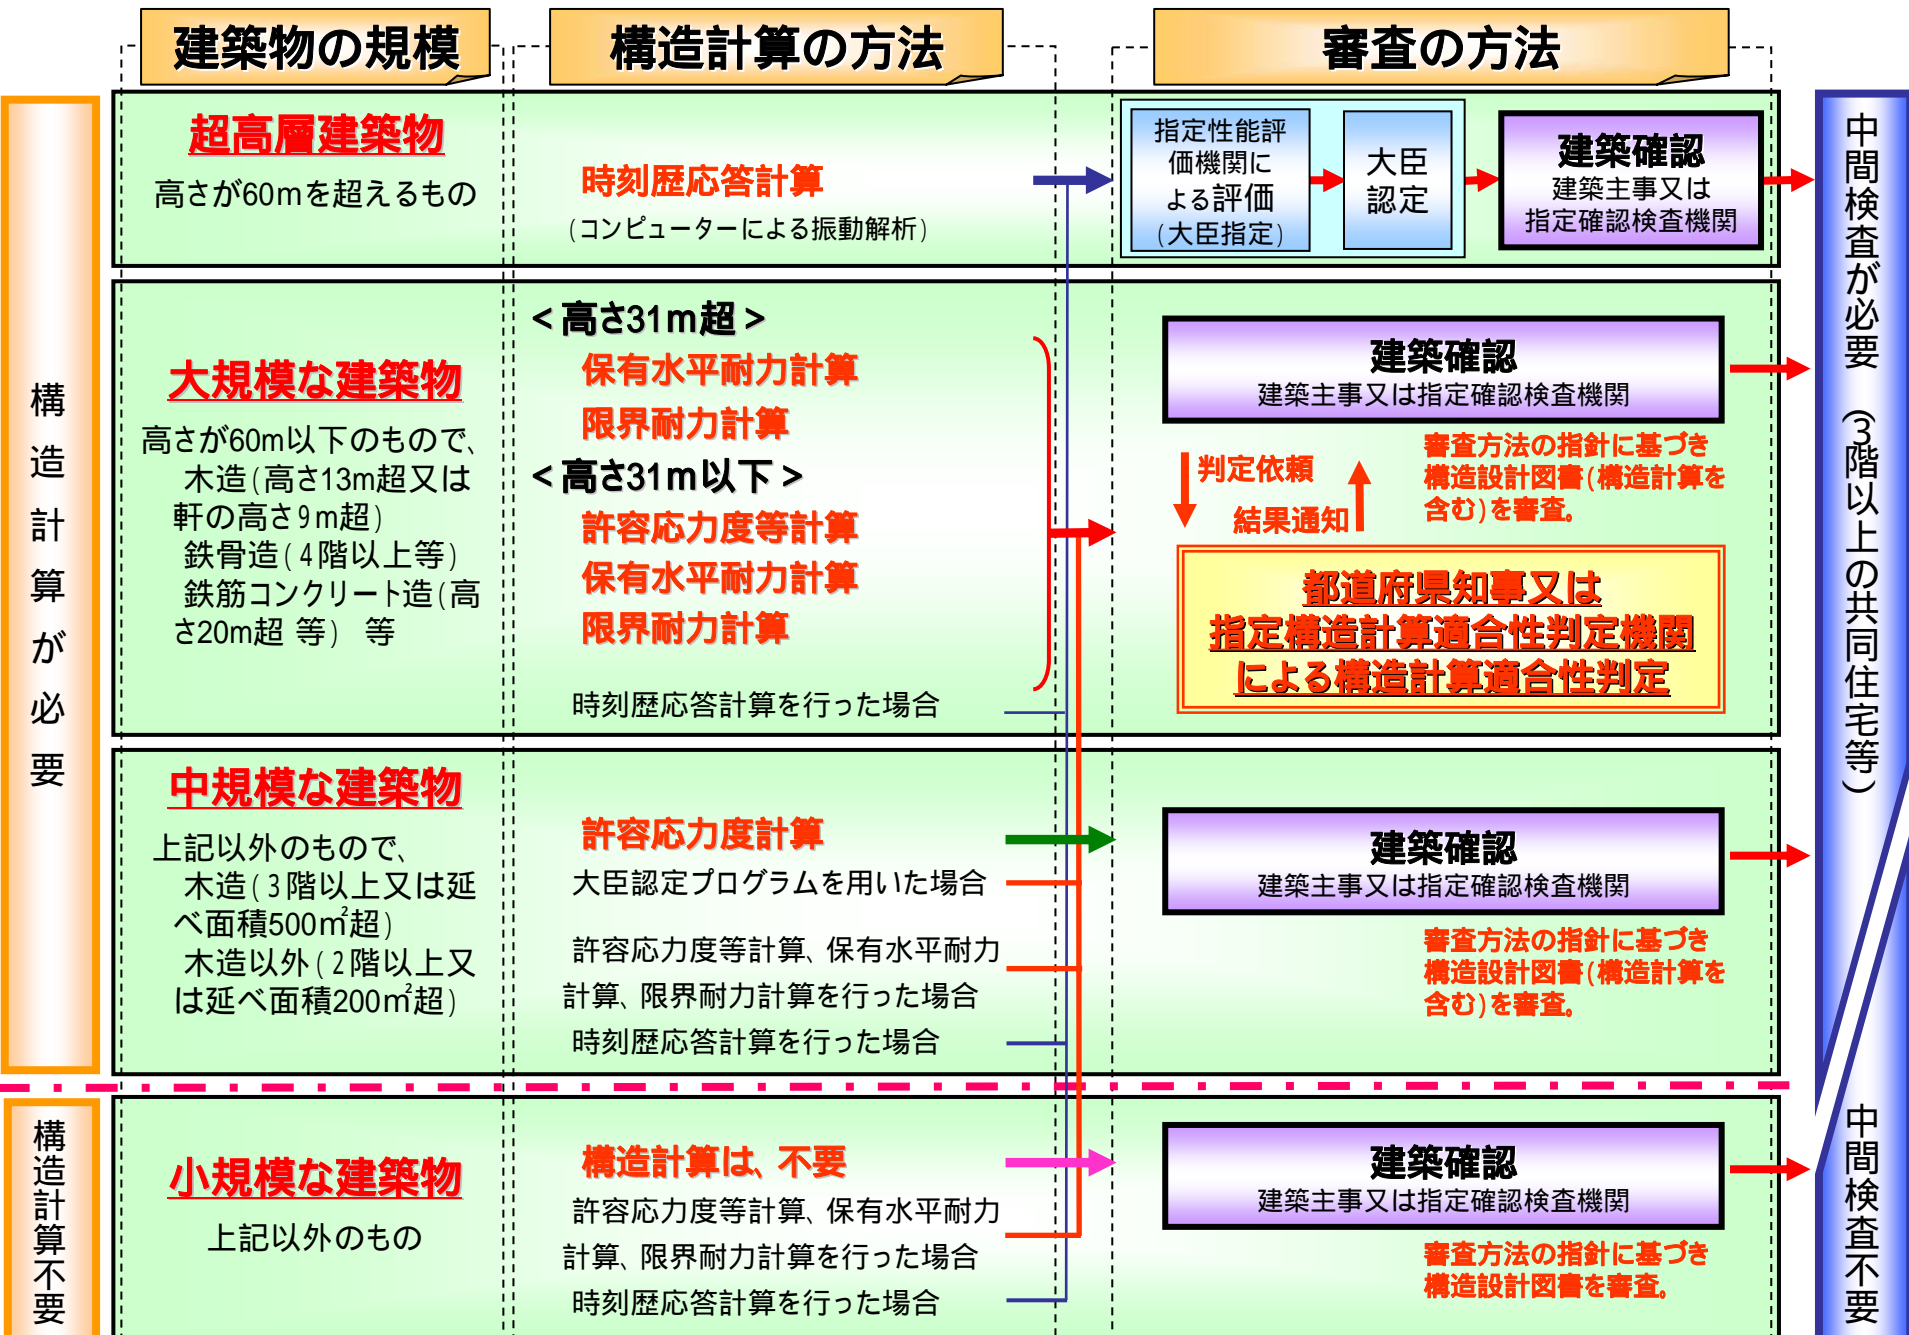 建築物の規模
構造計算の方法
審査の方法
構造計算が必要
超高層建築物
高さが60mを超えるもの
時刻歴応答計算
(コンピューターによる振動解析)
指定性能評
価機関に
よる評価
(大臣指定)
大臣
認定
建築確認
建築主事又は
指定確認検査機関
中間検査が必要 (3階以上の共同住宅等)
大規模な建築物
高さが60m以下のもので、
木造(高さ13m超又は
軒の高さ9m超)
鉄骨造(4階以上等)
鉄筋コンクリート造(高
さ20m超 等) 等
<高さ31m超>
保有水平耐力計算
限界耐力計算
<高さ31m以下>
許容応力度等計算
保有水平耐力計算
限界耐力計算
時刻歴応答計算を行った場合
建築確認
建築主事又は指定確認検査機関
判定依頼
結果通知
審査方法の指針に基づき
構造設計図書(構造計算を
含む)を審査。
都道府県知事又は
指定構造計算適合性判定機関
による構造計算適合性判定
中規模な建築物
上記以外のもので、
木造(3階以上又は延
べ面積500㎡超)
木造以外(2階以上又
は延べ面積200㎡超)
許容応力度計算
大臣認定プログラムを用いた場合
許容応力度等計算、保有水平耐力
計算、限界耐力計算を行った場合
時刻歴応答計算を行った場合
建築確認
建築主事又は指定確認検査機関
審査方法の指針に基づき
構造設計図書(構造計算を
含む)を審査。
構造計算不要
小規模な建築物
上記以外のもの
構造計算は、不要
許容応力度等計算、保有水平耐力
計算、限界耐力計算を行った場合
時刻歴応答計算を行った場合
建築確認
建築主事又は指定確認検査機関
審査方法の指針に基づき
構造設計図書を審査。
中間検査不要